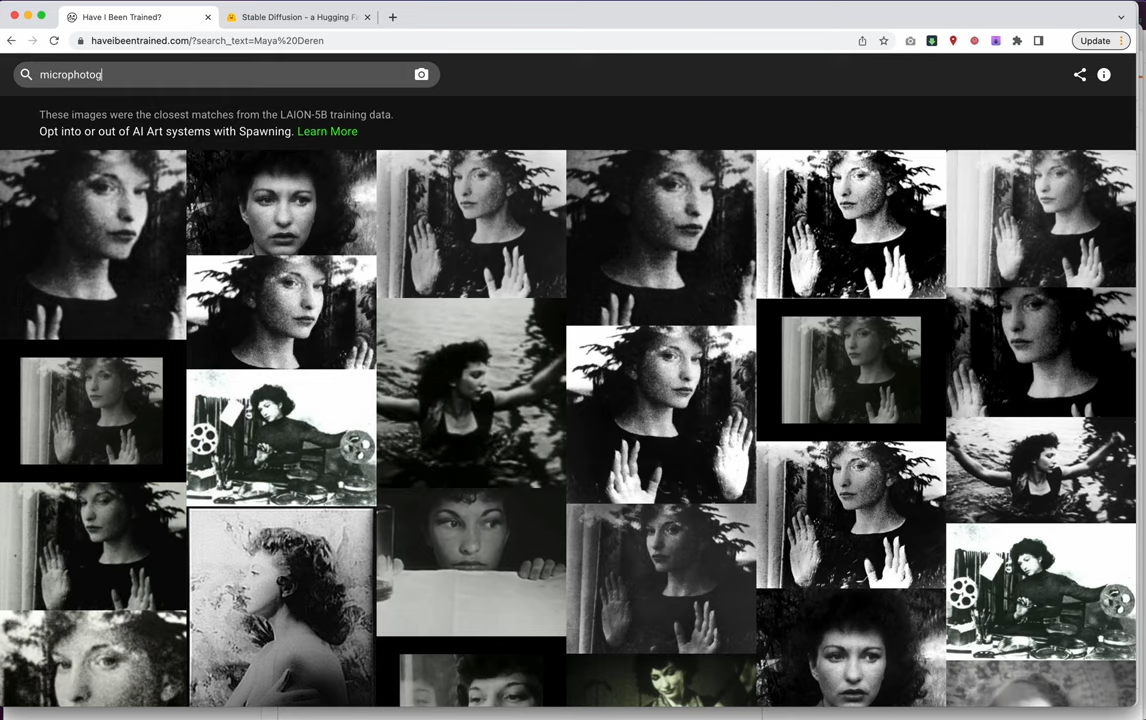 Have I Been Trained?
Stable Diffusion - a Hugging F
haveibeentrained.com/?search_text=Maya%20Deren
Update
microphotog
These images were the closest matches from the LAION-5B training data.
Opt into or out of AI Art systems with Spawning. Learn More